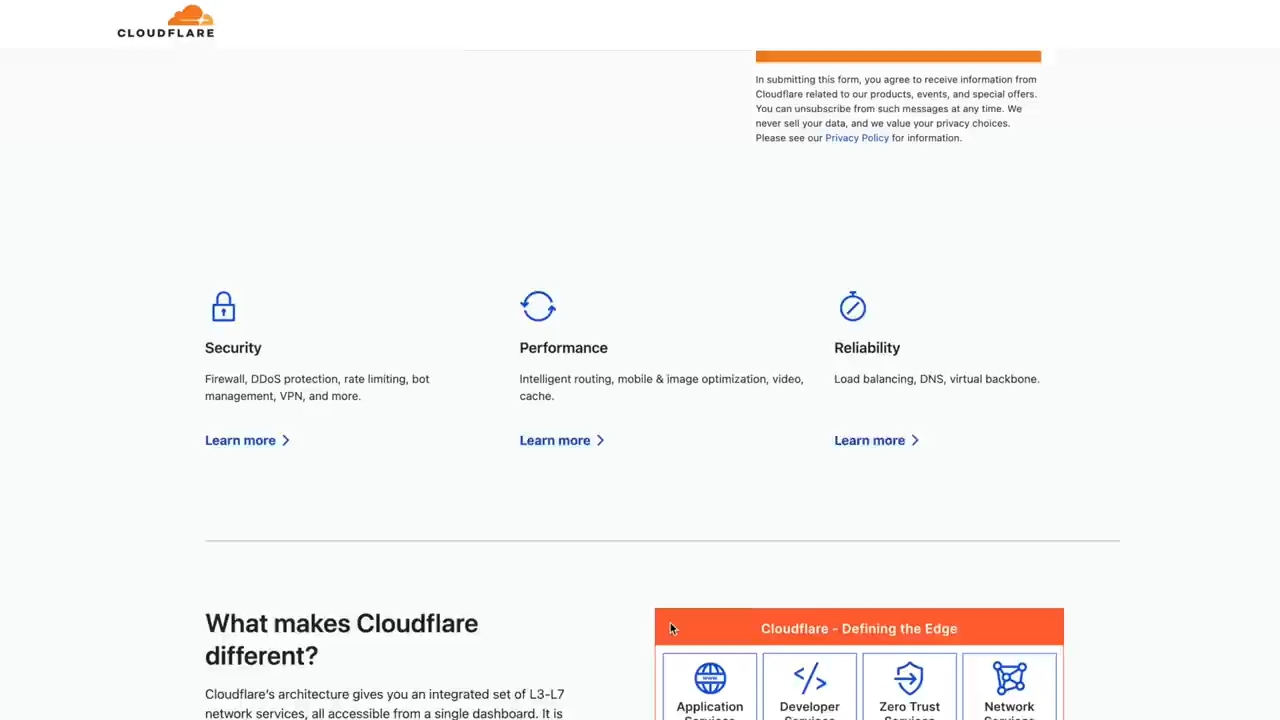 CLOUDFLARE
In submitting this form, you agree to receive information from
Cloudflare related to our products, events, and special offers.
You can unsubscribe from such messages at any time. We
never sell your data, and we value your privacy choices.
Please see our Privacy Policy for information.
Security
Firewall, DDoS protection, rate limiting, bot
management, VPN, and more.
Learn more
Performance
Intelligent routing, mobile & image optimization, video,
cache.
Learn more
Reliability
Load balancing, DNS, virtual backbone.
Learn more
What makes Cloudflare
different?
Cloudflare's architecture gives you an integrated set of L3-L7
network services, all accessible from a single dashboard. It is
Cloudflare - Defining the Edge
www
Application
Services
Developer
Services
Zero Trust
Services
Network
Services